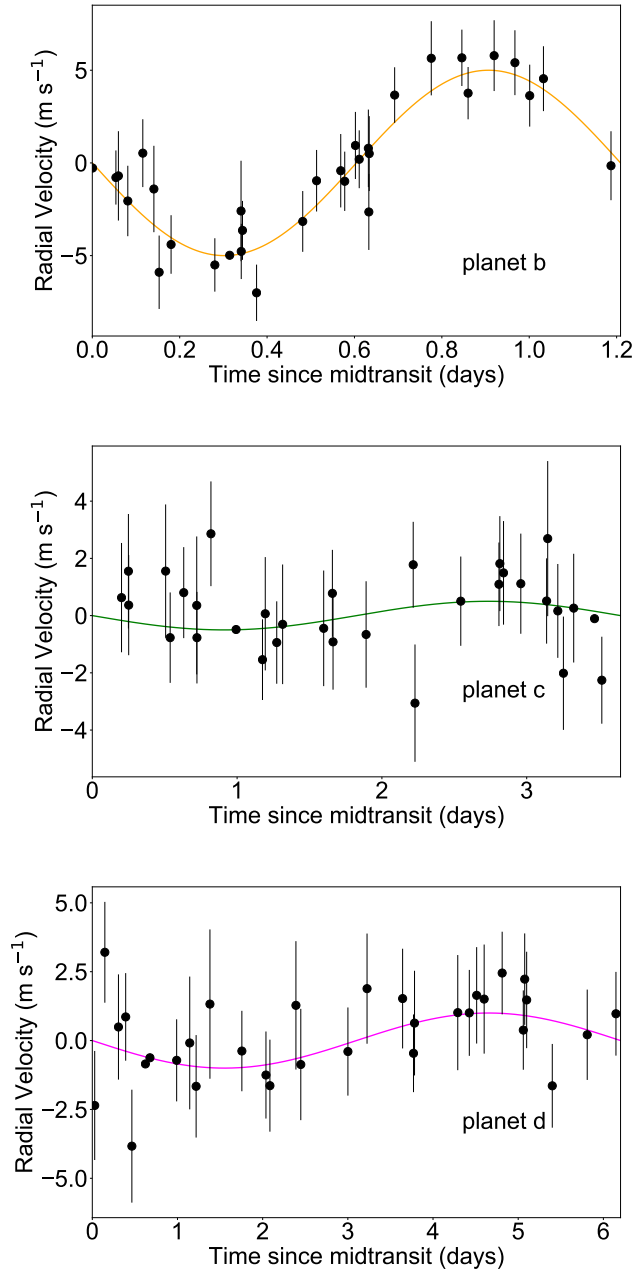 Radial Velocity (m s⁻¹)
5
0
−5
planet b
0.0 0.2 0.4 0.6 0.8 1.0 1.2
Time since midtransit (days)
Radial Velocity (m s⁻¹)
4
2
0
−2
−4
planet c
0 1 2 3
Time since midtransit (days)
Radial Velocity (m s⁻¹)
5.0
2.5
0.0
−2.5
−5.0
planet d
0 1 2 3 4 5 6
Time since midtransit (days)